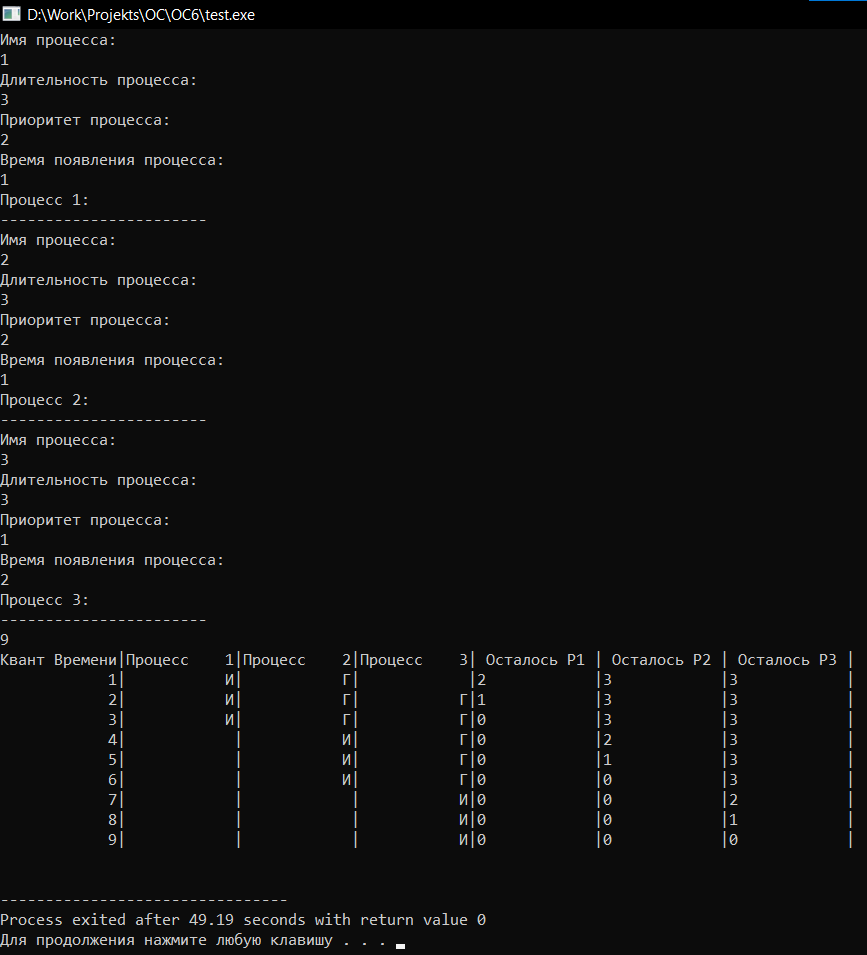 D:\Work\Projekts\OC\OC6\test.exe
Имя процесса:
1
Длительность процесса:
3
Приоритет процесса:
2
Время появления процесса:
1
Процесс 1:
-----------------------
Имя процесса:
2
Длительность процесса:
3
Приоритет процесса:
2
Время появления процесса:
1
Процесс 2:
-----------------------
Имя процесса:
3
Длительность процесса:
3
Приоритет процесса:
1
Время появления процесса:
2
Процесс 3:
-----------------------
9
Квант Времени|Процесс    1|Процесс    2|Процесс    3| Осталось P1 | Осталось P2 | Осталось P3 |
            1|           И|           Г|            |2            |3            |3            |
            2|           И|           Г|           Г|1            |3            |3            |
            3|           И|           Г|           Г|0            |3            |3            |
            4|            |           И|           Г|0            |2            |3            |
            5|            |           И|           Г|0            |1            |3            |
            6|            |           И|           Г|0            |0            |3            |
            7|            |            |           И|0            |0            |2            |
            8|            |            |           И|0            |0            |1            |
            9|            |            |           И|0            |0            |0            |
--------------------------------
Process exited after 49.19 seconds with return value 0
Для продолжения нажмите любую клавишу . . .